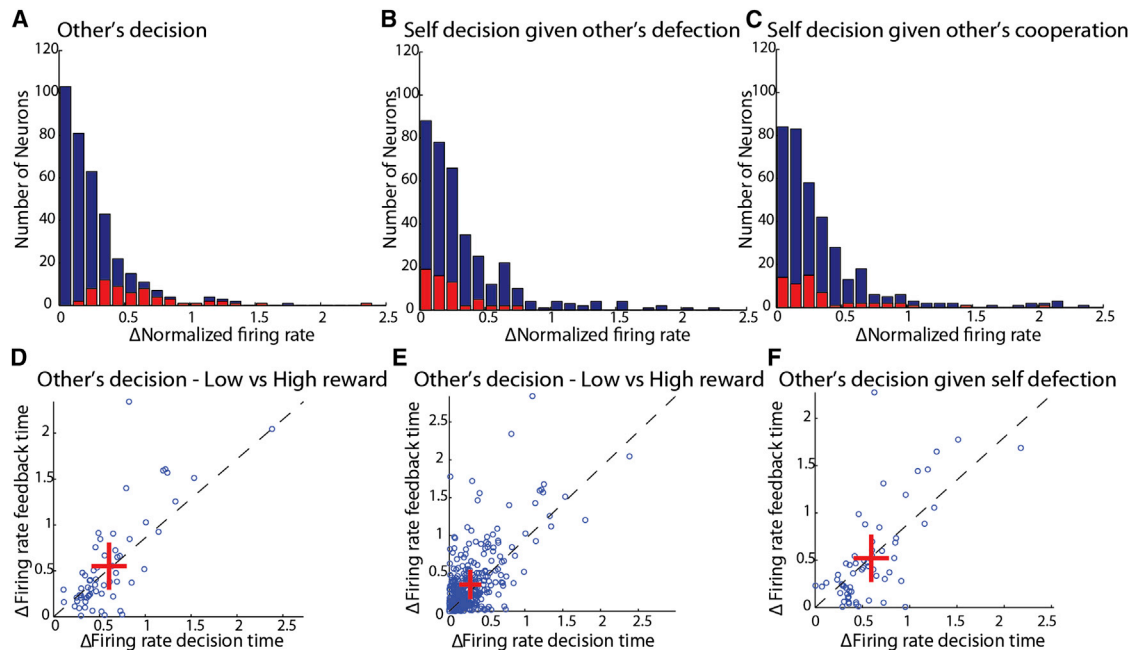 A Other's decision
120
100
80
60
40
20
0
Number of Neurons
0 0.5 1 1.5 2 2.5
ΔNormalized firing rate
B Self decision given other's defection
120
100
80
60
40
20
0
Number of Neurons
0 0.5 1 1.5 2 2.5
ΔNormalized firing rate
C Self decision given other's cooperation
120
100
80
60
40
20
0
Number of Neurons
0 0.5 1 1.5 2 2.5
ΔNormalized firing rate
D Other's decision - Low vs High reward
2
1.5
1
0.5
0
Δ Firing rate feedback time
0 0.5 1 1.5 2 2.5
ΔFiring rate decision time
E Other's decision - Low vs High reward
2.5
2
1.5
1
0.5
0
Δ Firing rate feedback time
0 0.5 1 1.5 2 2.5
ΔFiring rate decision time
F Other's decision given self defection
2
1.5
1
0.5
0
Δ Firing rate feedback time
0 0.5 1 1.5 2 2.5
ΔFiring rate decision time